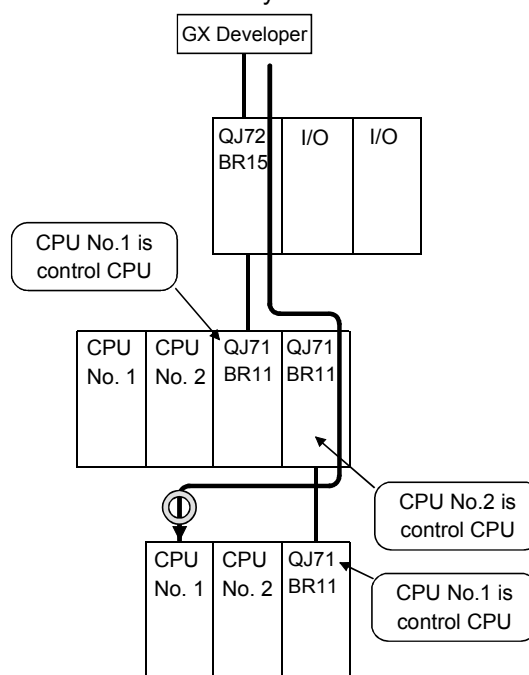 GX Developer
QJ72
BR15
I/O
I/O
CPU No.1 is
control CPU
CPU
No. 1
CPU
No. 2
QJ71
BR11
QJ71
BR11
CPU No.2 is
control CPU
CPU
No. 1
CPU
No. 2
QJ71
BR11
CPU No.1 is
control CPU